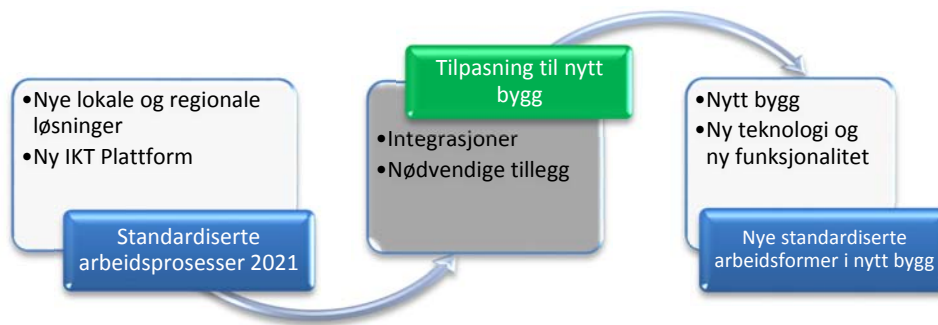 •Nye lokale og regionale
løsninger
•Ny IKT Plattform
Standardiserte
arbeidsprosesser 2021
Tilpasning til nytt
bygg
•Integrasjoner
•Nødvendige tillegg
•Nytt bygg
•Ny teknologi og
ny funksjonalitet
Nye standardiserte
arbeidsformer i nytt bygg